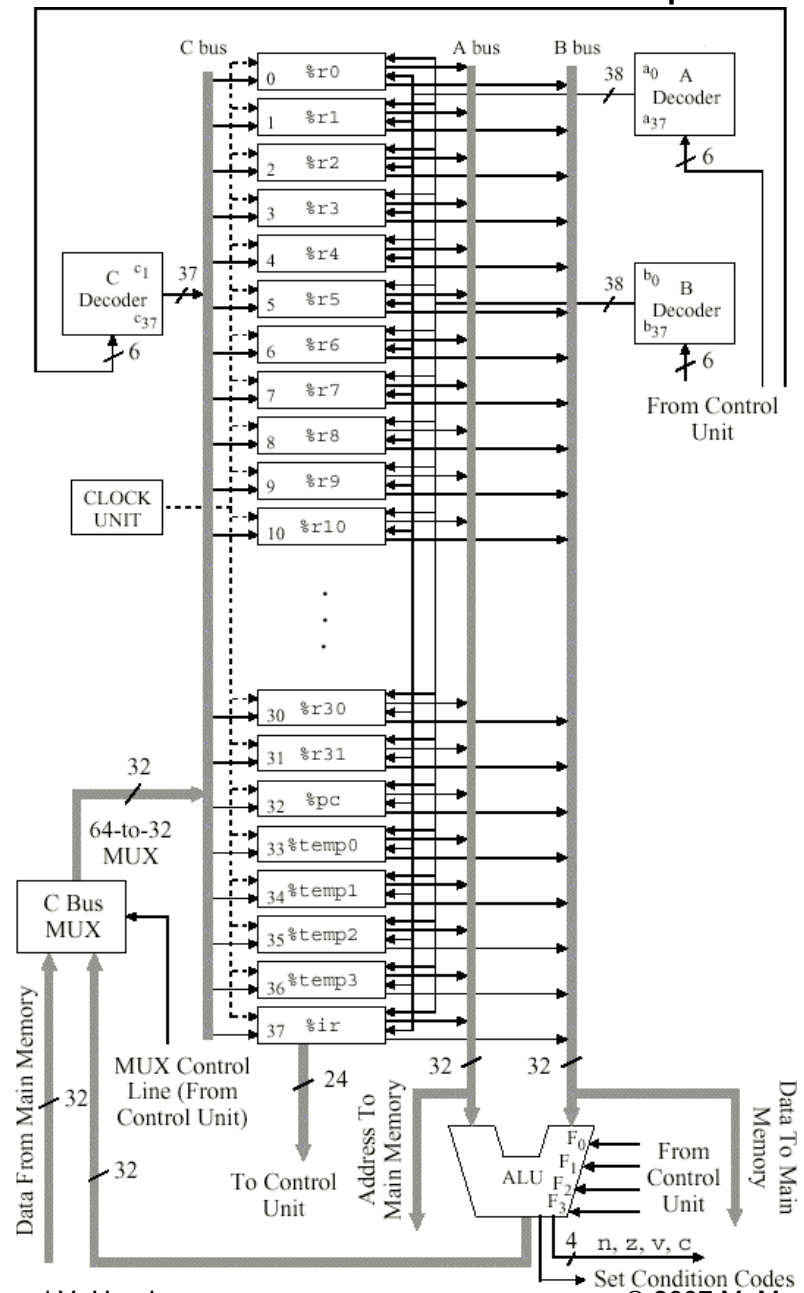 C bus
A bus
B bus
0 %r0
1 %r1
2 %r2
3 %r3
4 %r4
5 %r5
6 %r6
7 %r7
8 %r8
9 %r9
10 %r10
.
.
.
30 %r30
31 %r31
32 %pc
33 %temp0
34 %temp1
35 %temp2
36 %temp3
37 %ir
38
a0 A
Decoder
a37
6
38
b0 B
Decoder
b37
6
From Control
Unit
C c1
Decoder
c37
37
6
CLOCK
UNIT
32
64-to-32
MUX
C Bus
MUX
Data From Main Memory
32
32
MUX Control
Line (From
Control Unit)
24
To Control
Unit
32
32
Address To
Main Memory
Data To Main
Memory
ALU
F0
F1
F2
F3
From
Control
Unit
4
n, z, v, c
Set Condition Codes